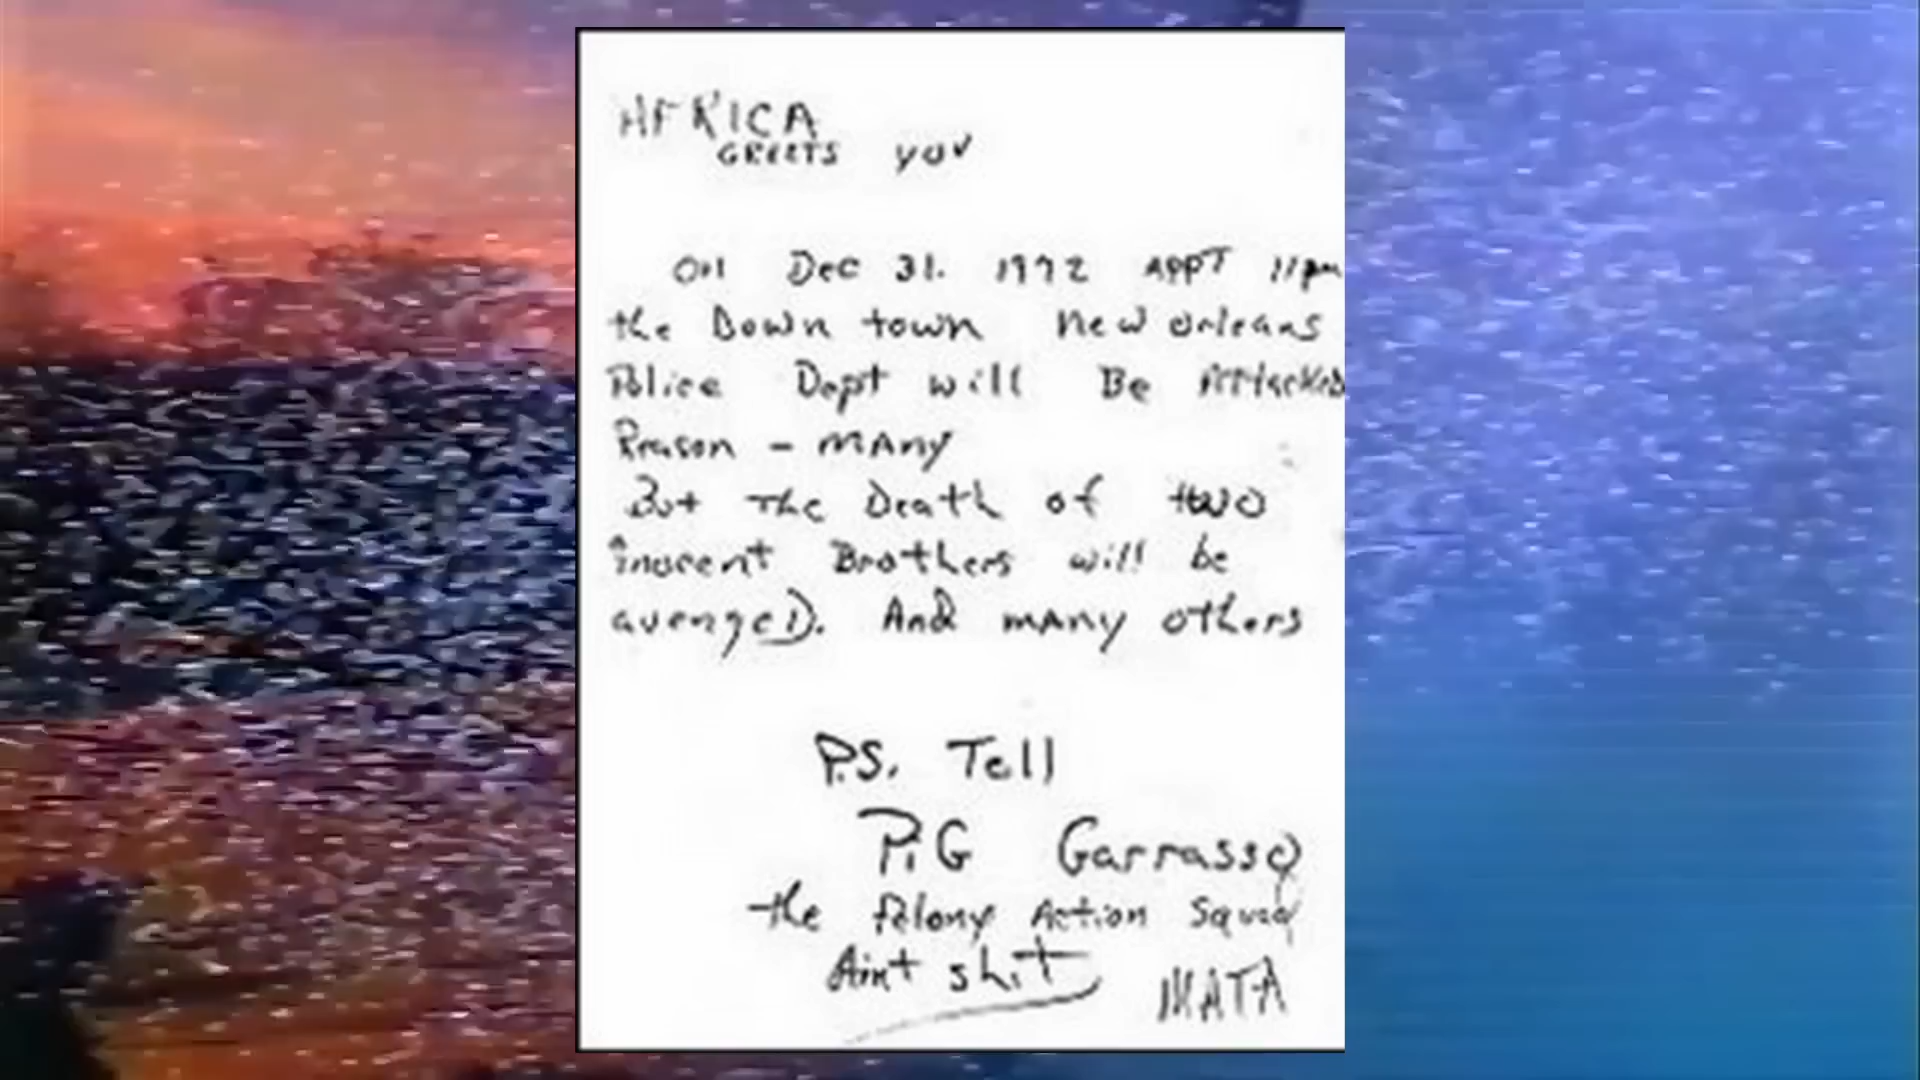 AFRICA
GREETS YOU
On Dec 31. 1972 APPT 11pm
the Down town New Orleans
Police Dept will Be Attacked
Reason - MANY
But The Death of two
inocent Brothers will be
avengeD. And many others
P.S. Tell
PiG Garrasso
the felony Action Squad
Ain't shit
MATA